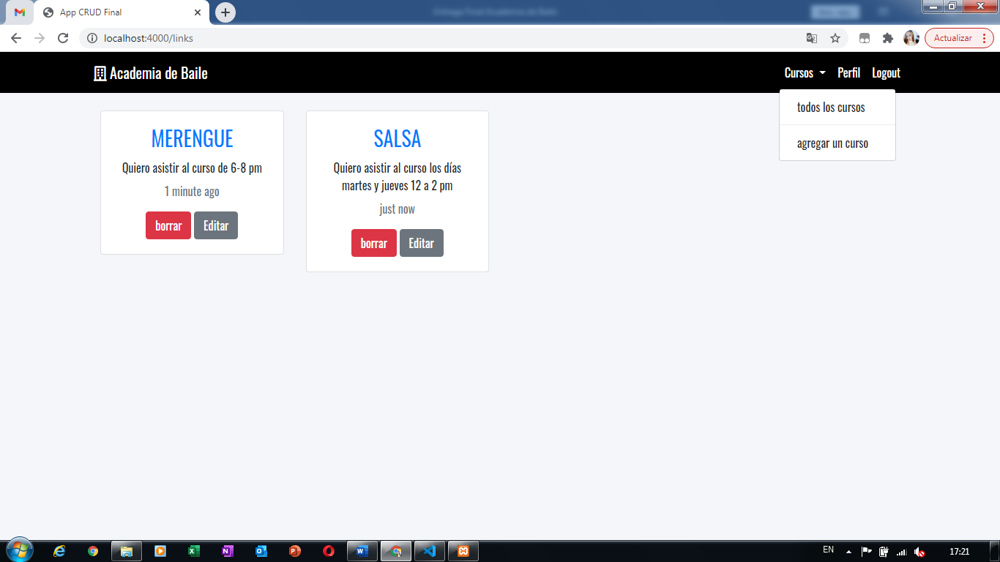 App CRUD Final
localhost:4000/links
Actualizar
Academia de Baile
Cursos
Perfil
Logout
todos los cursos
agregar un curso
MERENGUE
Quiero asistir al curso de 6-8 pm
1 minute ago
borrar
Editar
SALSA
Quiero asistir al curso los días
martes y jueves 12 a 2 pm
just now
borrar
Editar
EN
17:21